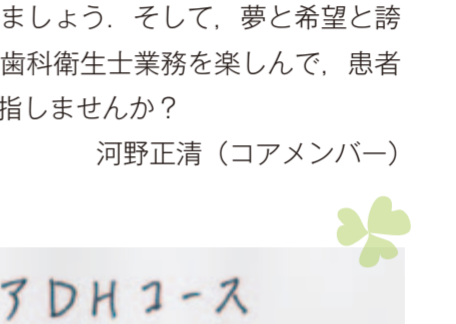 ましょう．そして，夢と希望と誇
歯科衛生士業務を楽しんで，患者
指しませんか？
河野正清（コアメンバー）
アDHコース